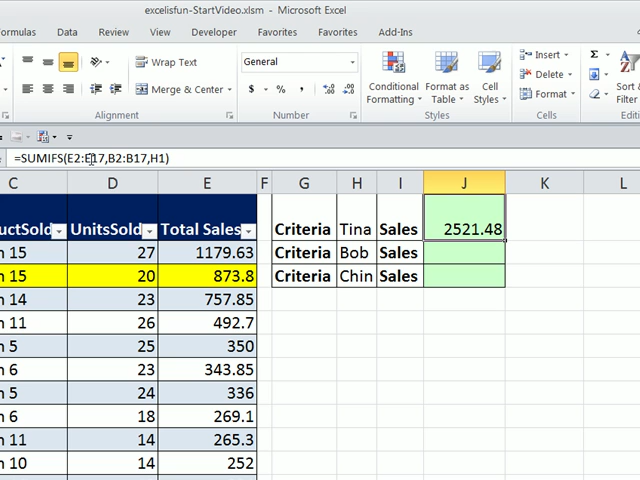 excelisfun-StartVideo.xlsm - Microsoft Excel
Formulas Data Review View Developer Favorites Favorites Add-Ins
Wrap Text General Insert Σ
Conditional Format Cell Delete Sort &
Merge & Center $ % , .0 .00 Formatting as Table Styles Format Filter
Alignment Number Styles Cells
=SUMIFS(E2:E17,B2:B17,H1)
C D E F G H I J K L
uctSold UnitsSold Total Sales Criteria Tina Sales 2521.48
n 15 27 1179.63 Criteria Bob Sales
n 15 20 873.8 Criteria Chin Sales
n 14 23 757.85
n 11 26 492.7
n 5 25 350
n 6 23 343.85
n 5 24 336
n 6 18 269.1
n 11 14 265.3
n 10 14 252